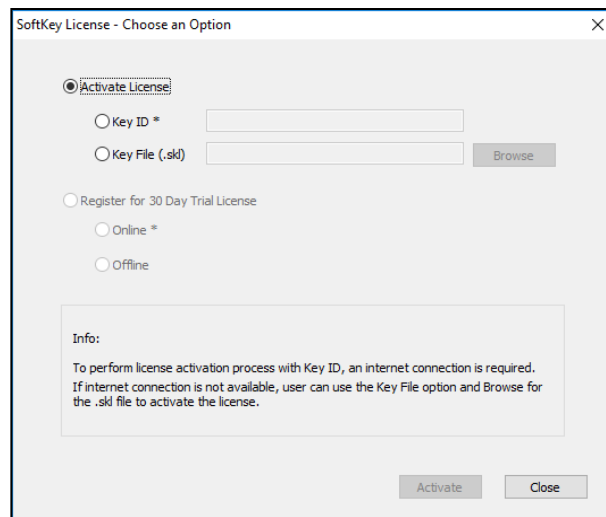 SoftKey License - Choose an Option
Activate License
Key ID *
Key File (.skl)
Browse
Register for 30 Day Trial License
Online *
Offline
Info:
To perform license activation process with Key ID, an internet connection is required.
If internet connection is not available, user can use the Key File option and Browse for
the .skl file to activate the license.
Activate
Close